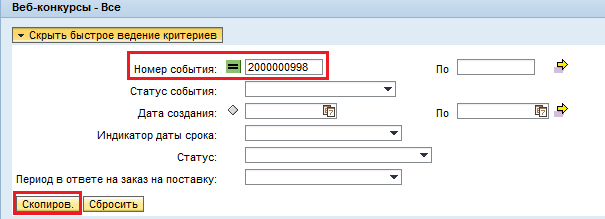 Веб-конкурсы - Все
Скрыть быстрое ведение критериев
Номер события: 2000000998 По
Статус события:
Дата создания: По
Индикатор даты срока:
Статус:
Период в ответе на заказ на поставку:
Скопиров. Сбросить